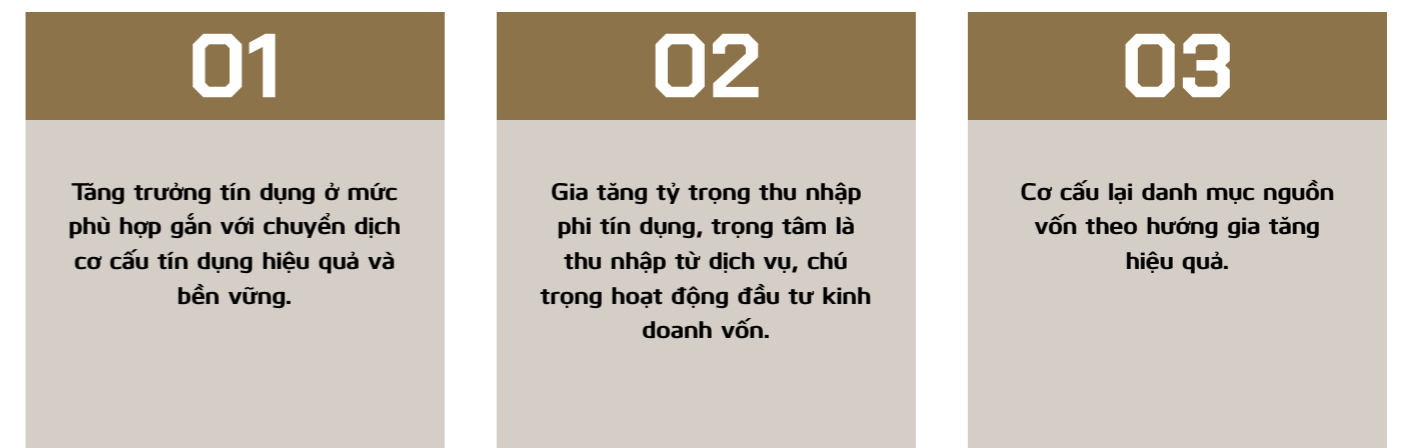 01
Tăng trưởng tín dụng ở mức
phù hợp gắn với chuyển dịch
cơ cấu tín dụng hiệu quả và
bền vững.
02
Gia tăng tỷ trọng thu nhập
phi tín dụng, trọng tâm là
thu nhập từ dịch vụ, chú
trọng hoạt động đầu tư kinh
doanh vốn.
03
Cơ cấu lại danh mục nguồn
vốn theo hướng gia tăng
hiệu quả.